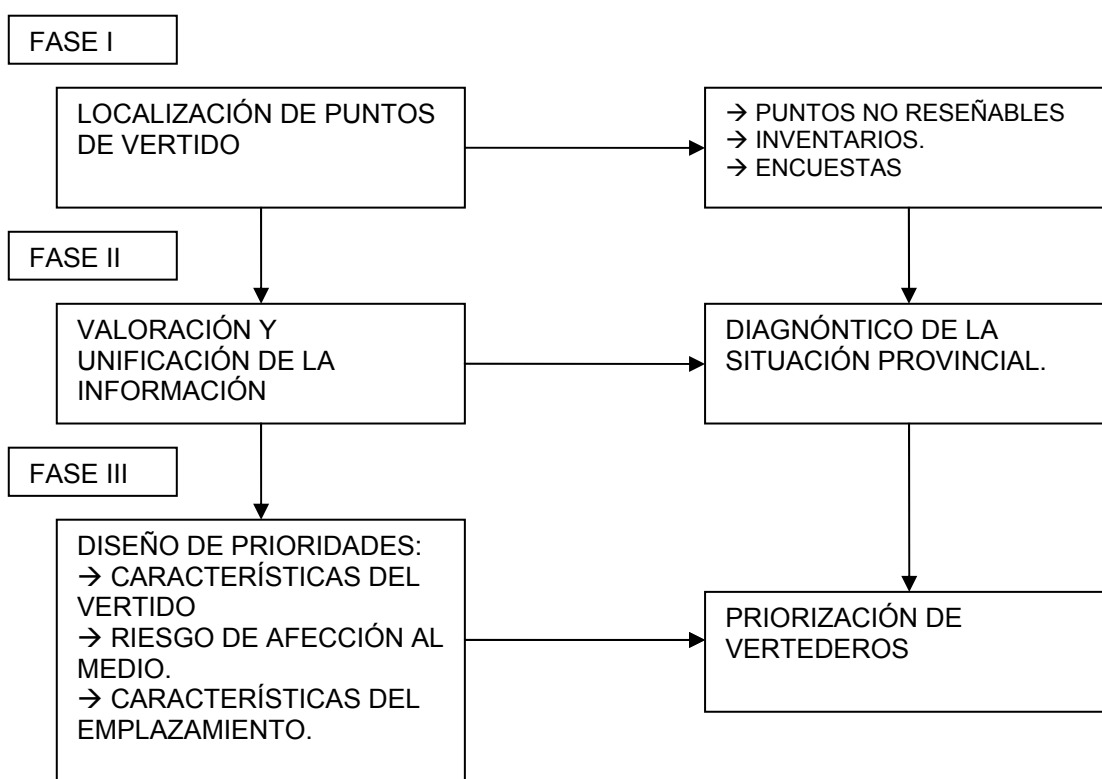 FASE I
LOCALIZACIÓN DE PUNTOS
DE VERTIDO
→ PUNTOS NO RESEÑABLES
→ INVENTARIOS.
→ ENCUESTAS
FASE II
VALORACIÓN Y
UNIFICACIÓN DE LA
INFORMACIÓN
DIAGNÓNTICO DE LA
SITUACIÓN PROVINCIAL.
FASE III
DISEÑO DE PRIORIDADES:
→ CARACTERÍSTICAS DEL
VERTIDO
→ RIESGO DE AFECCIÓN AL
MEDIO.
→ CARACTERÍSTICAS DEL
EMPLAZAMIENTO.
PRIORIZACIÓN DE
VERTEDEROS